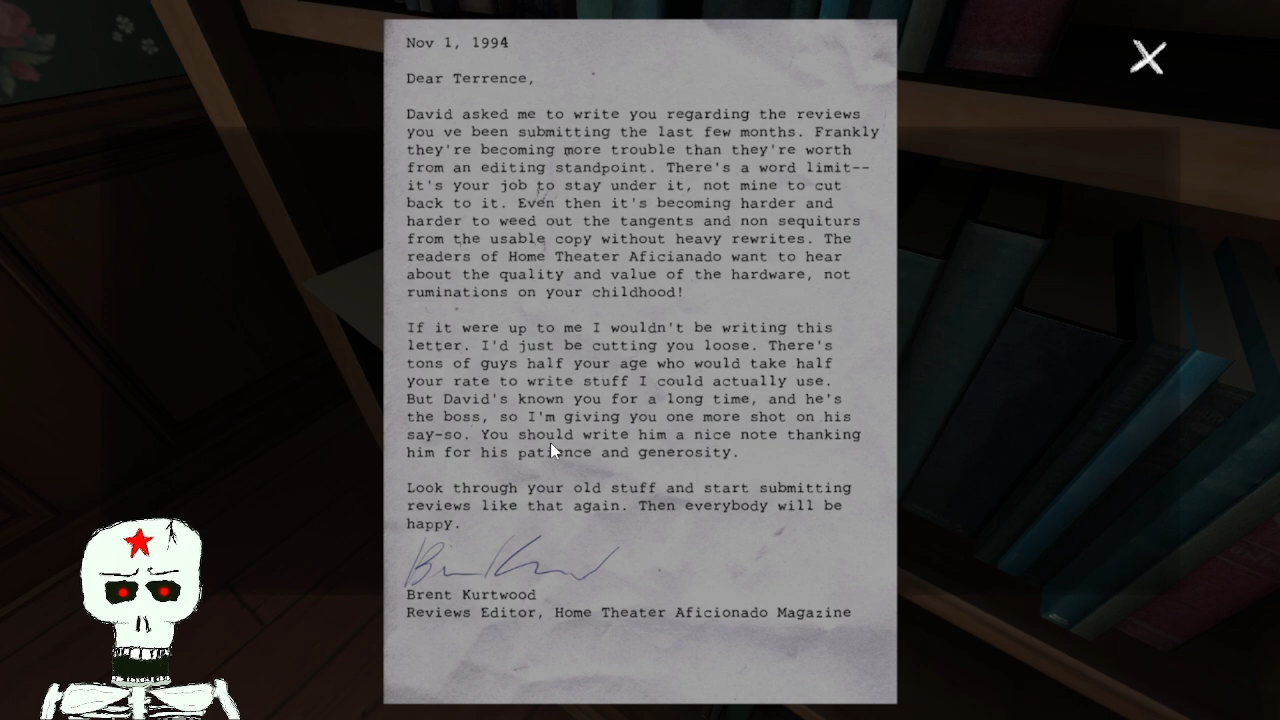 Nov 1, 1994
Dear Terrence,
David asked me to write you regarding the reviews
you ve been submitting the last few months. Frankly
they're becoming more trouble than they're worth
from an editing standpoint. There's a word limit--
it's your job to stay under it, not mine to cut
back to it. Even then it's becoming harder and
harder to weed out the tangents and non sequiturs
from the usable copy without heavy rewrites. The
readers of Home Theater Aficianado want to hear
about the quality and value of the hardware, not
ruminations on your childhood!
If it were up to me I wouldn't be writing this
letter. I'd just be cutting you loose. There's
tons of guys half your age who would take half
your rate to write stuff I could actually use.
But David's known you for a long time, and he's
the boss, so I'm giving you one more shot on his
say-so. You should write him a nice note thanking
him for his patience and generosity.
Look through your old stuff and start submitting
reviews like that again. Then everybody will be
happy.
Brent Kurtwood
Reviews Editor, Home Theater Aficionado Magazine